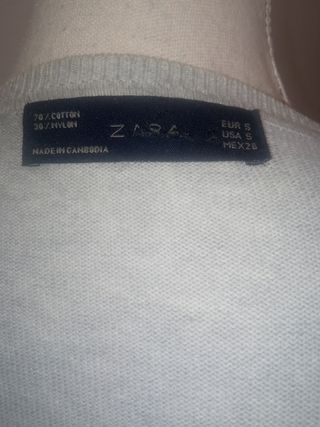 70% COTTON
30% NYLON
MADE IN CAMBODIA
ZARA
EUR S
USA S
MEX 26